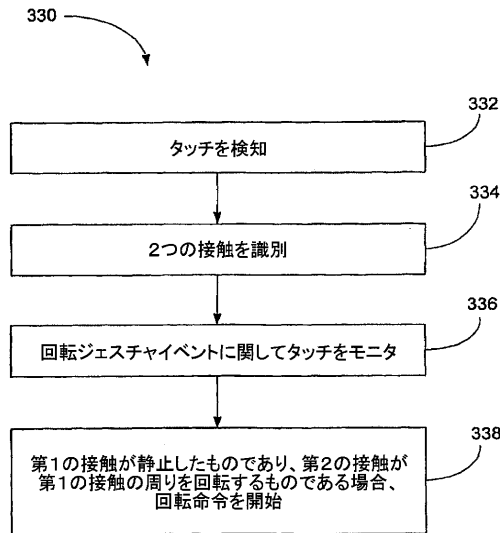 330
332
タッチを検知
334
2つの接触を識別
336
回転ジェスチャイベントに関してタッチをモニタ
338
第1の接触が静止したものであり、第2の接触が
第1の接触の周りを回転するものである場合、
回転命令を開始